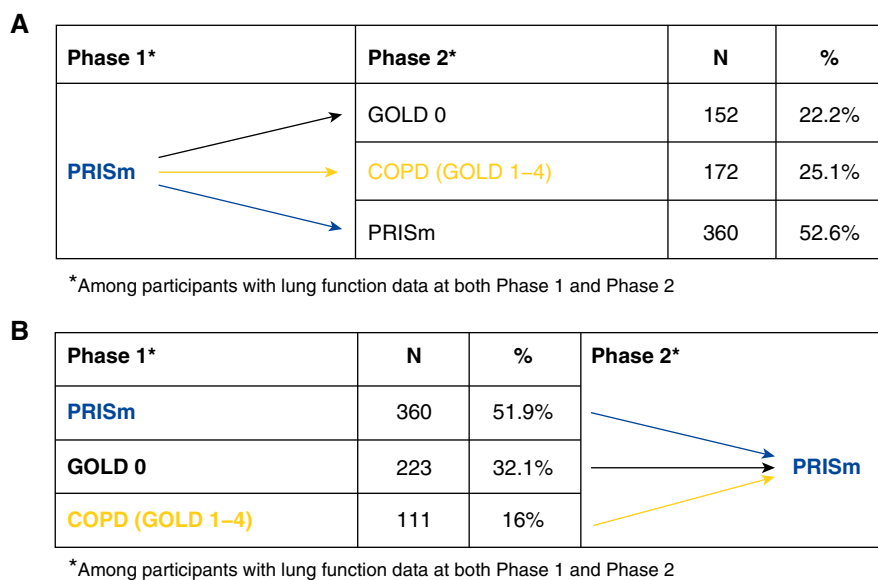 A
Phase 1* Phase 2* N %
GOLD 0 152 22.2%
PRISm COPD (GOLD 1–4) 172 25.1%
PRISm 360 52.6%
*Among participants with lung function data at both Phase 1 and Phase 2
B
Phase 1* N % Phase 2*
PRISm 360 51.9%
GOLD 0 223 32.1% PRISm
COPD (GOLD 1–4) 111 16%
*Among participants with lung function data at both Phase 1 and Phase 2